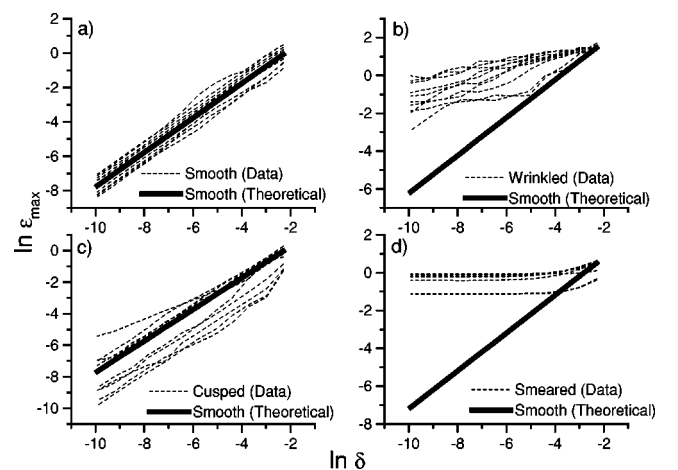 a)
2
0
-2
-4
-6
-8
Smooth (Data)
Smooth (Theoretical)
-10 -8 -6 -4 -2
b)
2
0
-2
-4
-6
Wrinkled (Data)
Smooth (Theoretical)
-10 -8 -6 -4 -2
ln εmax
c)
0
-2
-4
-6
-8
-10
Cusped (Data)
Smooth (Theoretical)
-10 -8 -6 -4 -2
d)
2
0
-2
-4
-6
-8
Smeared (Data)
Smooth (Theoretical)
-10 -8 -6 -4 -2
ln δ